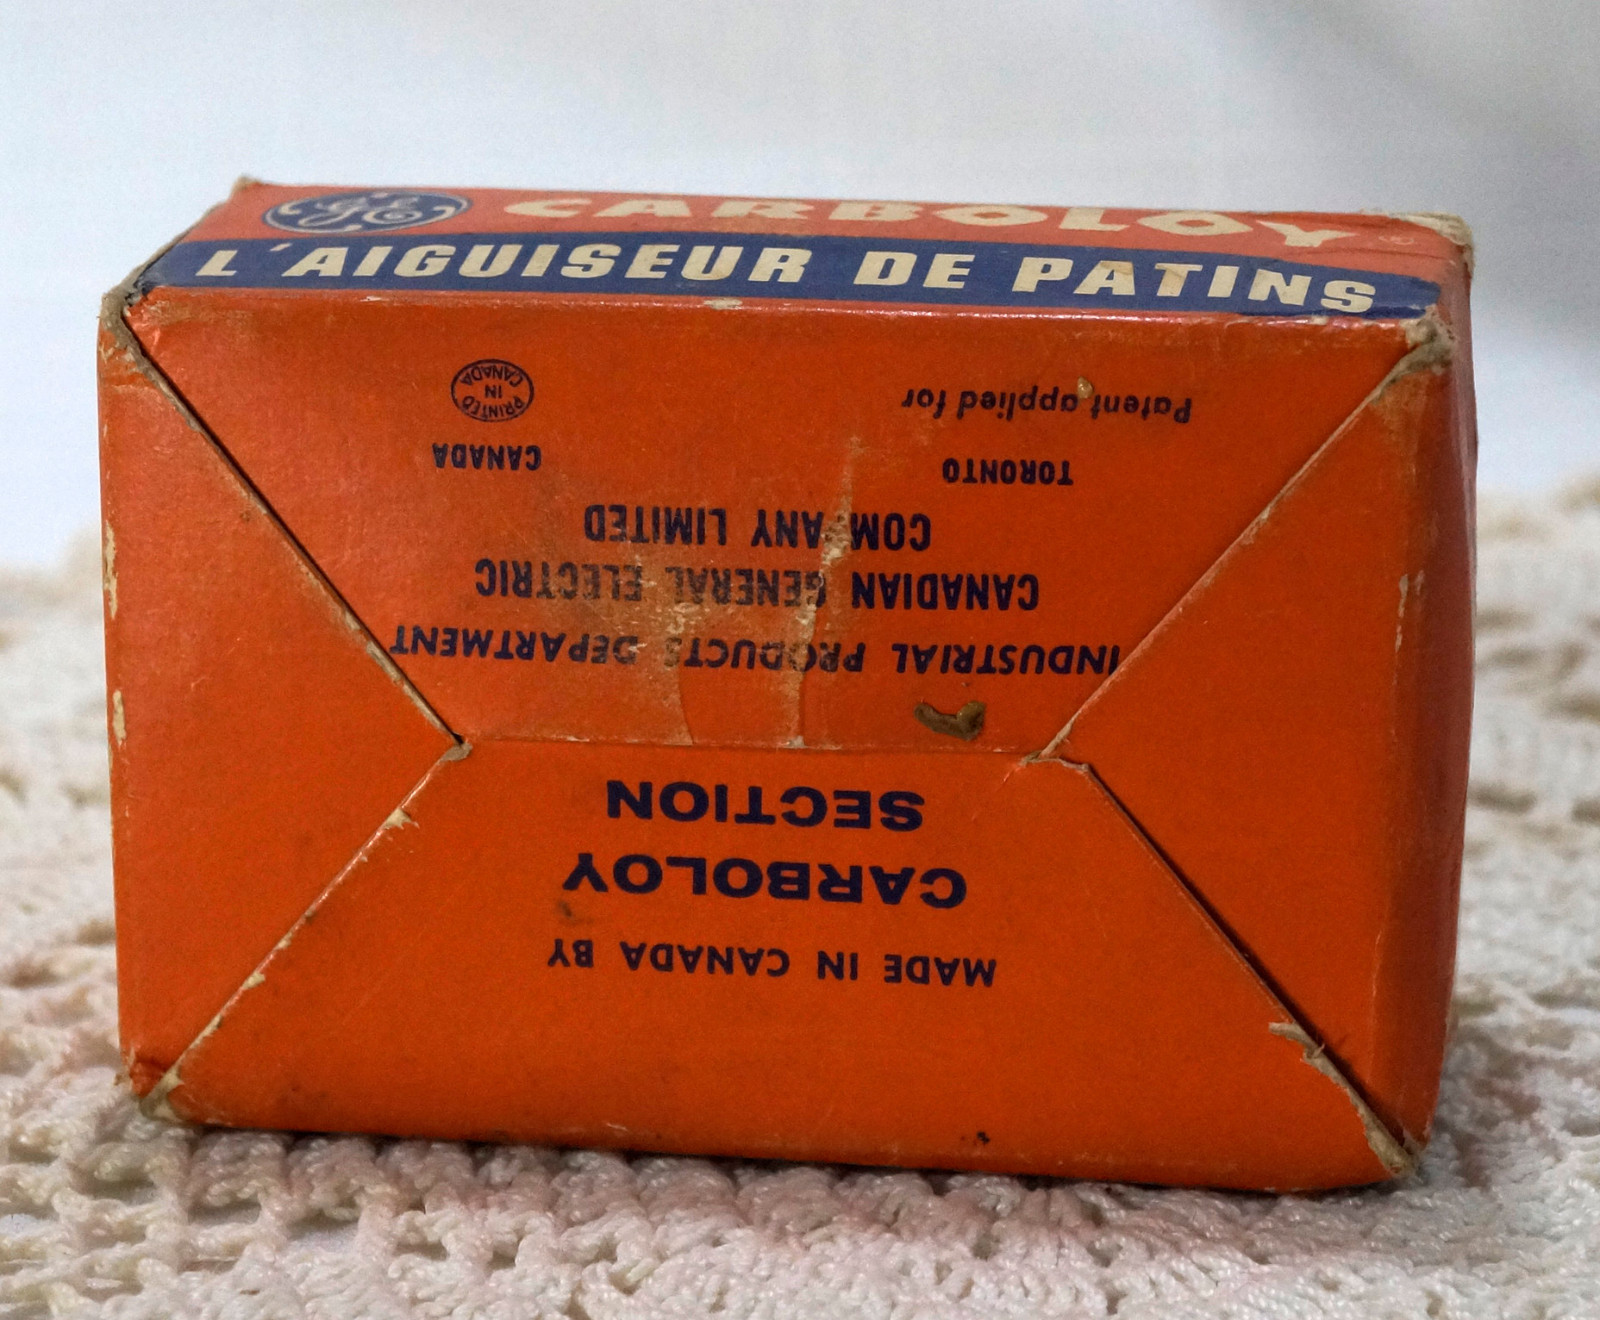 GE CARBOLOY
L'AIGUISEUR DE PATINS
MADE IN CANADA BY
CARBOLOY
SECTION
INDUSTRIAL PRODUCTS DEPARTMENT
CANADIAN GENERAL ELECTRIC
COMPANY LIMITED
TORONTO CANADA
Patent applied for PRINTED IN CANADA